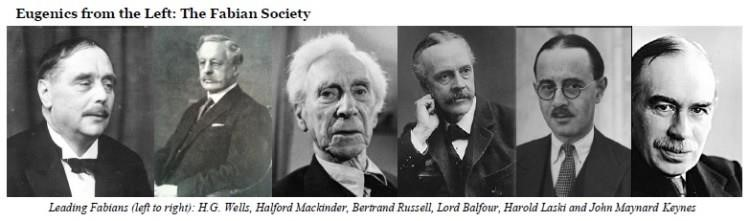 Eugenics from the Left: The Fabian Society
Leading Fabians (left to right): H.G. Wells, Halford Mackinder, Bertrand Russell, Lord Balfour, Harold Laski and John Maynard Keynes